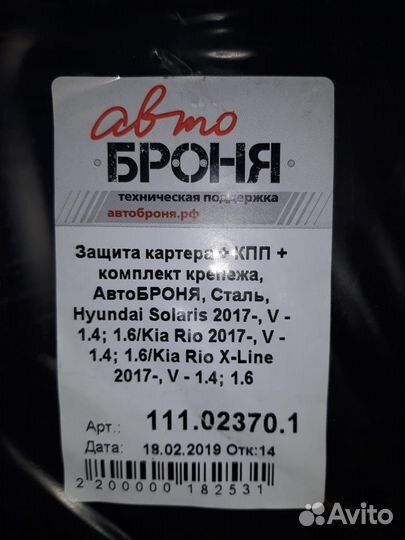 авто
БРОНЯ
техническая поддержка
автоброня.рф
Защита картера + КПП +
комплект крепежа,
АвтоБРОНЯ, Сталь,
Hyundai Solaris 2017-, V -
1.4; 1.6/Kia Rio 2017-, V -
1.4; 1.6/Kia Rio X-Line
2017-, V - 1.4; 1.6
Арт.: 111.02370.1
Дата: 18.02.2019 Отк:14
2 200000 182531
Avito